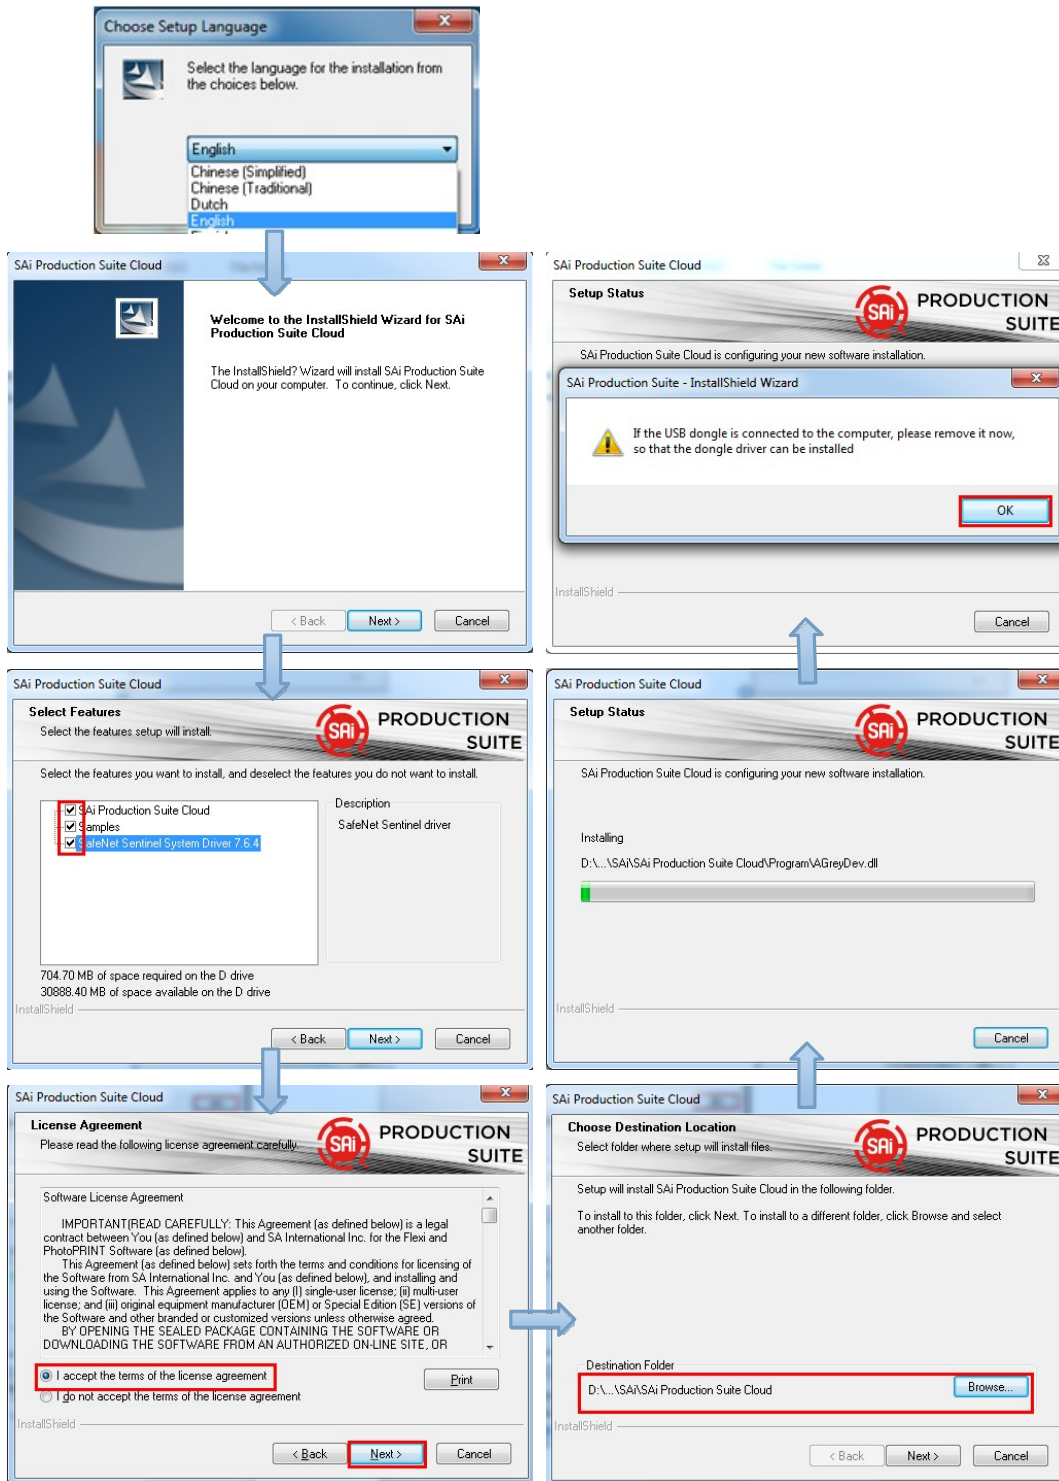 Choose Setup Language
Select the language for the installation from
the choices below.
English
Chinese (Simplified)
Chinese (Traditional)
Dutch
English
SAi Production Suite Cloud
Welcome to the InstallShield Wizard for SAi
Production Suite Cloud
The InstallShield? Wizard will install SAi Production Suite
Cloud on your computer. To continue, click Next.
< Back
Next >
Cancel
SAi Production Suite Cloud
Select Features
Select the features setup will install.
SAi
PRODUCTION
SUITE
Select the features you want to install, and deselect the features you do not want to install.
SAi Production Suite Cloud
Samples
SafeNet Sentinel System Driver 7.6.4
Description
SafeNet Sentinel driver
704.70 MB of space required on the D drive
30888.40 MB of space available on the D drive
InstallShield
< Back
Next >
Cancel
SAi Production Suite Cloud
License Agreement
Please read the following license agreement carefully.
SAi
PRODUCTION
SUITE
Software License Agreement
IMPORTANT(READ CAREFULLY: This Agreement (as defined below) is a legal
contract between You (as defined below) and SA International Inc. for the Flexi and
PhotoPRINT Software (as defined below).
This Agreement (as defined below) sets forth the terms and conditions for licensing of
the Software from SA International Inc. and You (as defined below), and installing and
using the Software. This Agreement applies to any (I) single-user license; (ii) multi-user
license; and (iii) original equipment manufacturer (OEM) or Special Edition (SE) versions of
the Software and other branded or customized versions unless otherwise agreed.
BY OPENING THE SEALED PACKAGE CONTAINING THE SOFTWARE OR
DOWNLOADING THE SOFTWARE FROM AN AUTHORIZED ON-LINE SITE, OR
I accept the terms of the license agreement
I do not accept the terms of the license agreement
Print
InstallShield
< Back
Next >
Cancel
SAi Production Suite Cloud
Choose Destination Location
Select folder where setup will install files.
SAi
PRODUCTION
SUITE
Setup will install SAi Production Suite Cloud in the following folder.
To install to this folder, click Next. To install to a different folder, click Browse and select
another folder.
Destination Folder
D:\...\SAi\SAi Production Suite Cloud
Browse...
InstallShield
< Back
Next >
Cancel
SAi Production Suite Cloud
Setup Status
SAi
PRODUCTION
SUITE
SAi Production Suite Cloud is configuring your new software installation.
Installing
D:\...\SAi\SAi Production Suite Cloud\Program\AGreyDev.dll
InstallShield
Cancel
SAi Production Suite Cloud
Setup Status
SAi
PRODUCTION
SUITE
SAi Production Suite Cloud is configuring your new software installation.
SAi Production Suite - InstallShield Wizard
If the USB dongle is connected to the computer, please remove it now,
so that the dongle driver can be installed
OK
InstallShield
Cancel